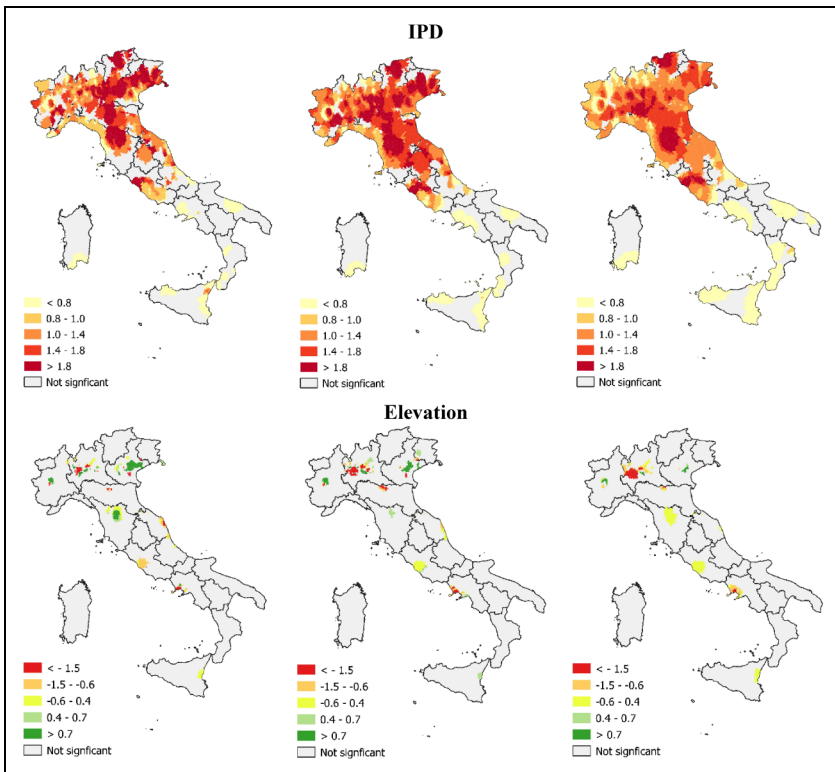 IPD
< 0.8
0.8 - 1.0
1.0 - 1.4
1.4 - 1.8
> 1.8
Not signficant
< 0.8
0.8 - 1.0
1.0 - 1.4
1.4 - 1.8
> 1.8
Not signficant
< 0.8
0.8 - 1.0
1.0 - 1.4
1.4 - 1.8
> 1.8
Not signficant
Elevation
< - 1.5
-1.5 - -0.6
-0.6 - 0.4
0.4 - 0.7
> 0.7
Not signficant
< - 1.5
-1.5 - -0.6
-0.6 - 0.4
0.4 - 0.7
> 0.7
Not signficant
< - 1.5
-1.5 - -0.6
-0.6 - 0.4
0.4 - 0.7
> 0.7
Not signficant